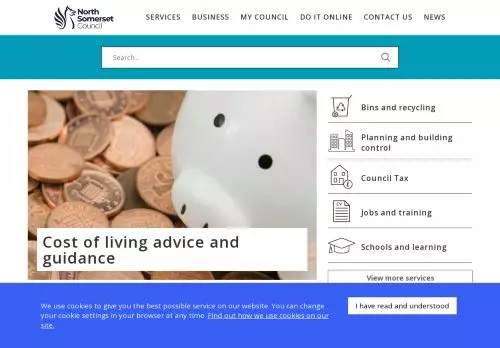 North
Somerset
Council
SERVICES BUSINESS MY COUNCIL DO IT ONLINE CONTACT US NEWS
Search...
Cost of living advice and
guidance
Bins and recycling
Planning and building
control
Council Tax
CV
Jobs and training
Schools and learning
View more services
We use cookies to give you the best possible service on our website. You can change
your cookie settings in your browser at any time. Find out how we use cookies on our
site.
I have read and understood